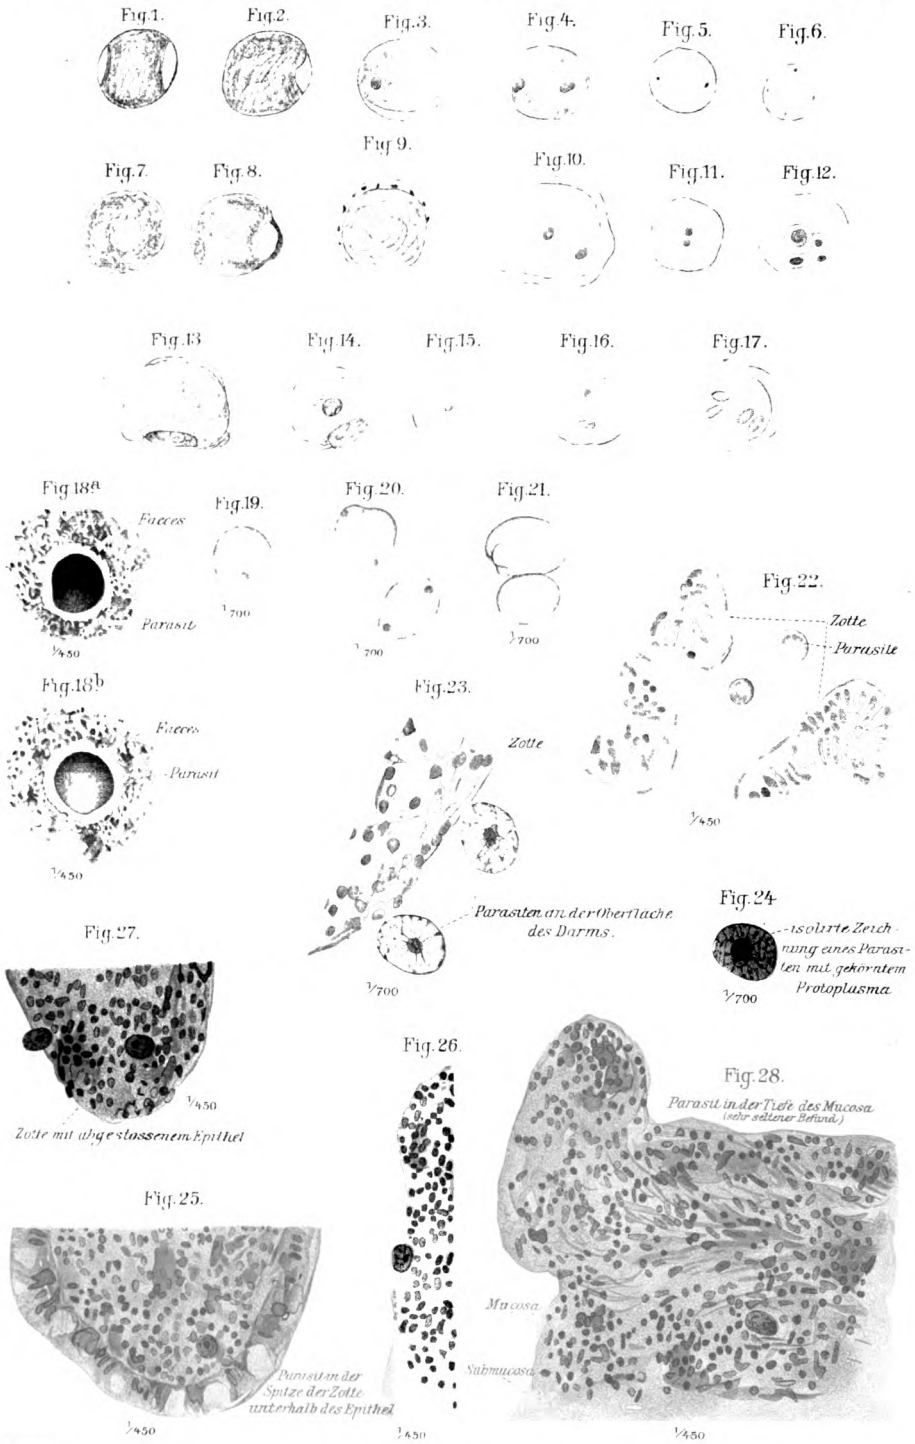 Fig.1.
Fig.2.
Fig.3.
Fig.4.
Fig.5.
Fig.6.
Fig.7.
Fig.8.
Fig 9.
Fig.10.
Fig.11.
Fig.12.
Fig.13
Fig.14.
Fig.15.
Fig.16.
Fig.17.
Fig.18a
Faeces
Parasit
1/450
Fig.19.
1/700
Fig.20.
1/700
Fig.21.
1/700
Fig.22.
Zotte
Parasite
1/450
Fig.18b
Faeces
Parasit
1/450
Fig.23.
Zotte
Parasiten an der Oberfläche
des Darms.
1/700
Fig.24
isolirte Zeich-
nung eines Parasi-
ten mit gekörntem
Protoplasma
1/700
Fig.27.
1/450
Zotte mit abgestossenem Epithel
Fig.26.
1/450
Fig.28.
Parasit in der Tiefe des Mucosa
(sehr seltener Befund)
Mucosa
Submucosa
1/450
Fig.25.
Parasit in der
Spitze der Zotte
unterhalb des Epithel
1/450